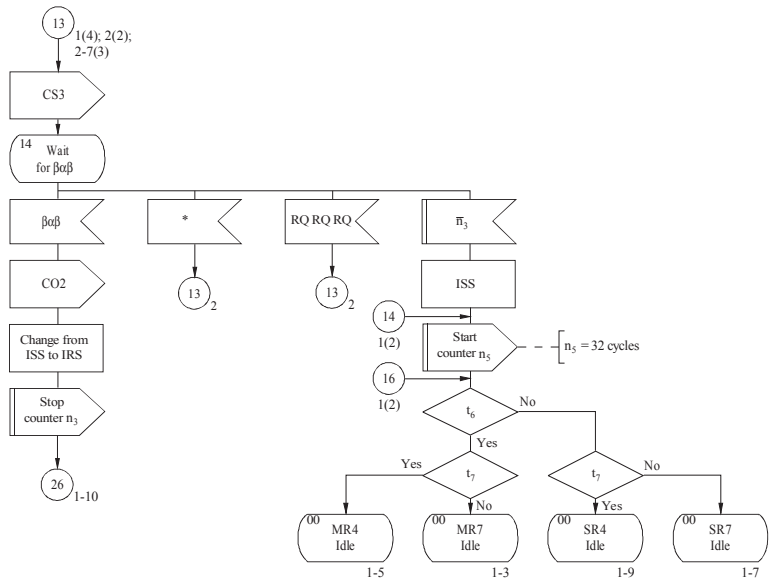 13
1(4); 2(2);
2-7(3)
CS3
14
Wait
for βαβ
βαβ
*
RQ RQ RQ
n̅₃
CO2
13
2
13
2
ISS
Change from
ISS to IRS
14
1(2)
Start
counter n₅
n₅ = 32 cycles
Stop
counter n₃
16
1(2)
t₆
No
Yes
26
1-10
Yes
t₇
No
t₇
No
Yes
00
MR4
Idle
1-5
00
MR7
Idle
1-3
00
SR4
Idle
1-9
00
SR7
Idle
1-7